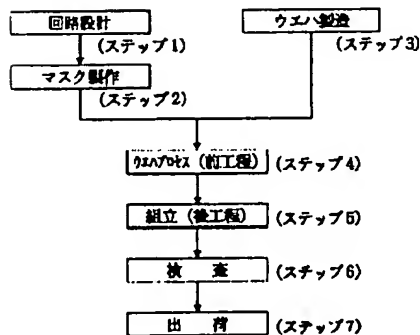 回路設計
(ステップ1)
ウエハ製造
(ステップ3)
マスク製作
(ステップ2)
ウエハプロセス (前工程)
(ステップ4)
組立 (後工程)
(ステップ5)
検 査
(ステップ6)
出 荷
(ステップ7)